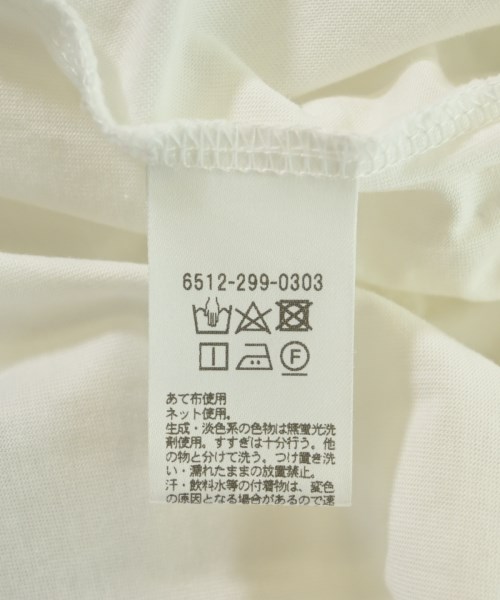 6512-299-0303
F
あて布使用
ネット使用。
生成・淡色系の色物は無蛍光洗
剤使用。すすぎは十分行う。他
の物と分けて洗う。つけ置き洗
い・濡れたままの放置禁止。
汗・飲料水等の付着物は、変色
の原因となる場合があるので速